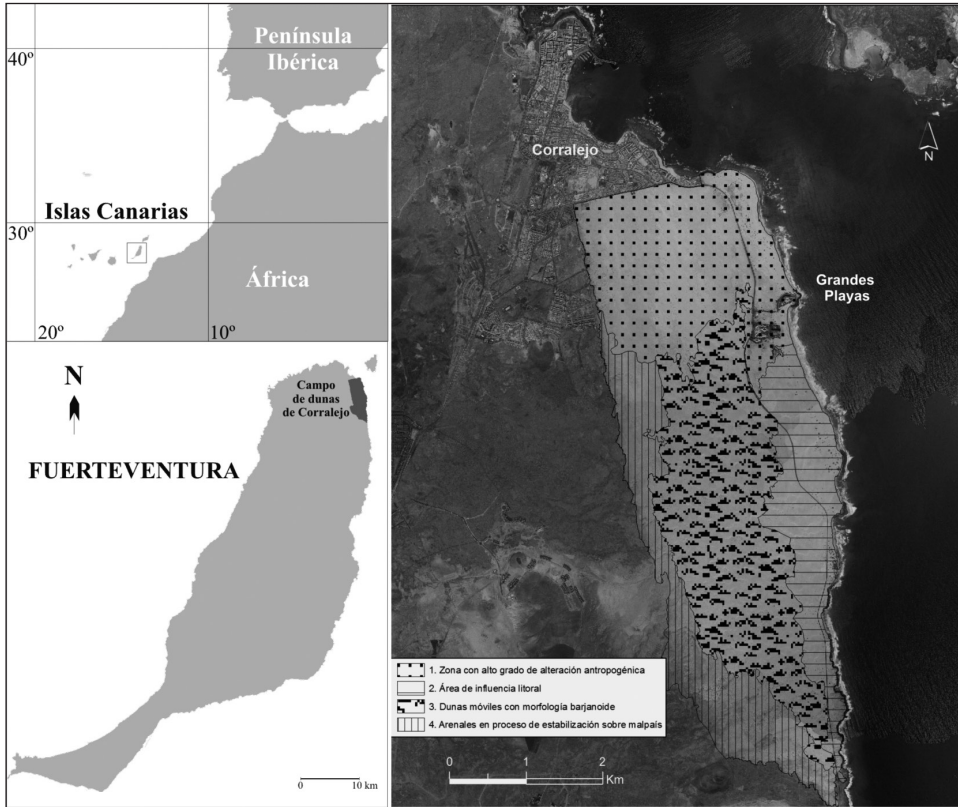 Península
Ibérica
40º
Islas Canarias
30º
África
20º
10º
N
Campo
de dunas
de Corralejo
FUERTEVENTURA
0
10 km
Corralejo
N
Grandes
Playas
1. Zona con alto grado de alteración antropogénica
2. Área de influencia litoral
3. Dunas móviles con morfología barjanoide
4. Arenales en proceso de estabilización sobre malpaís
0 1 2
Km